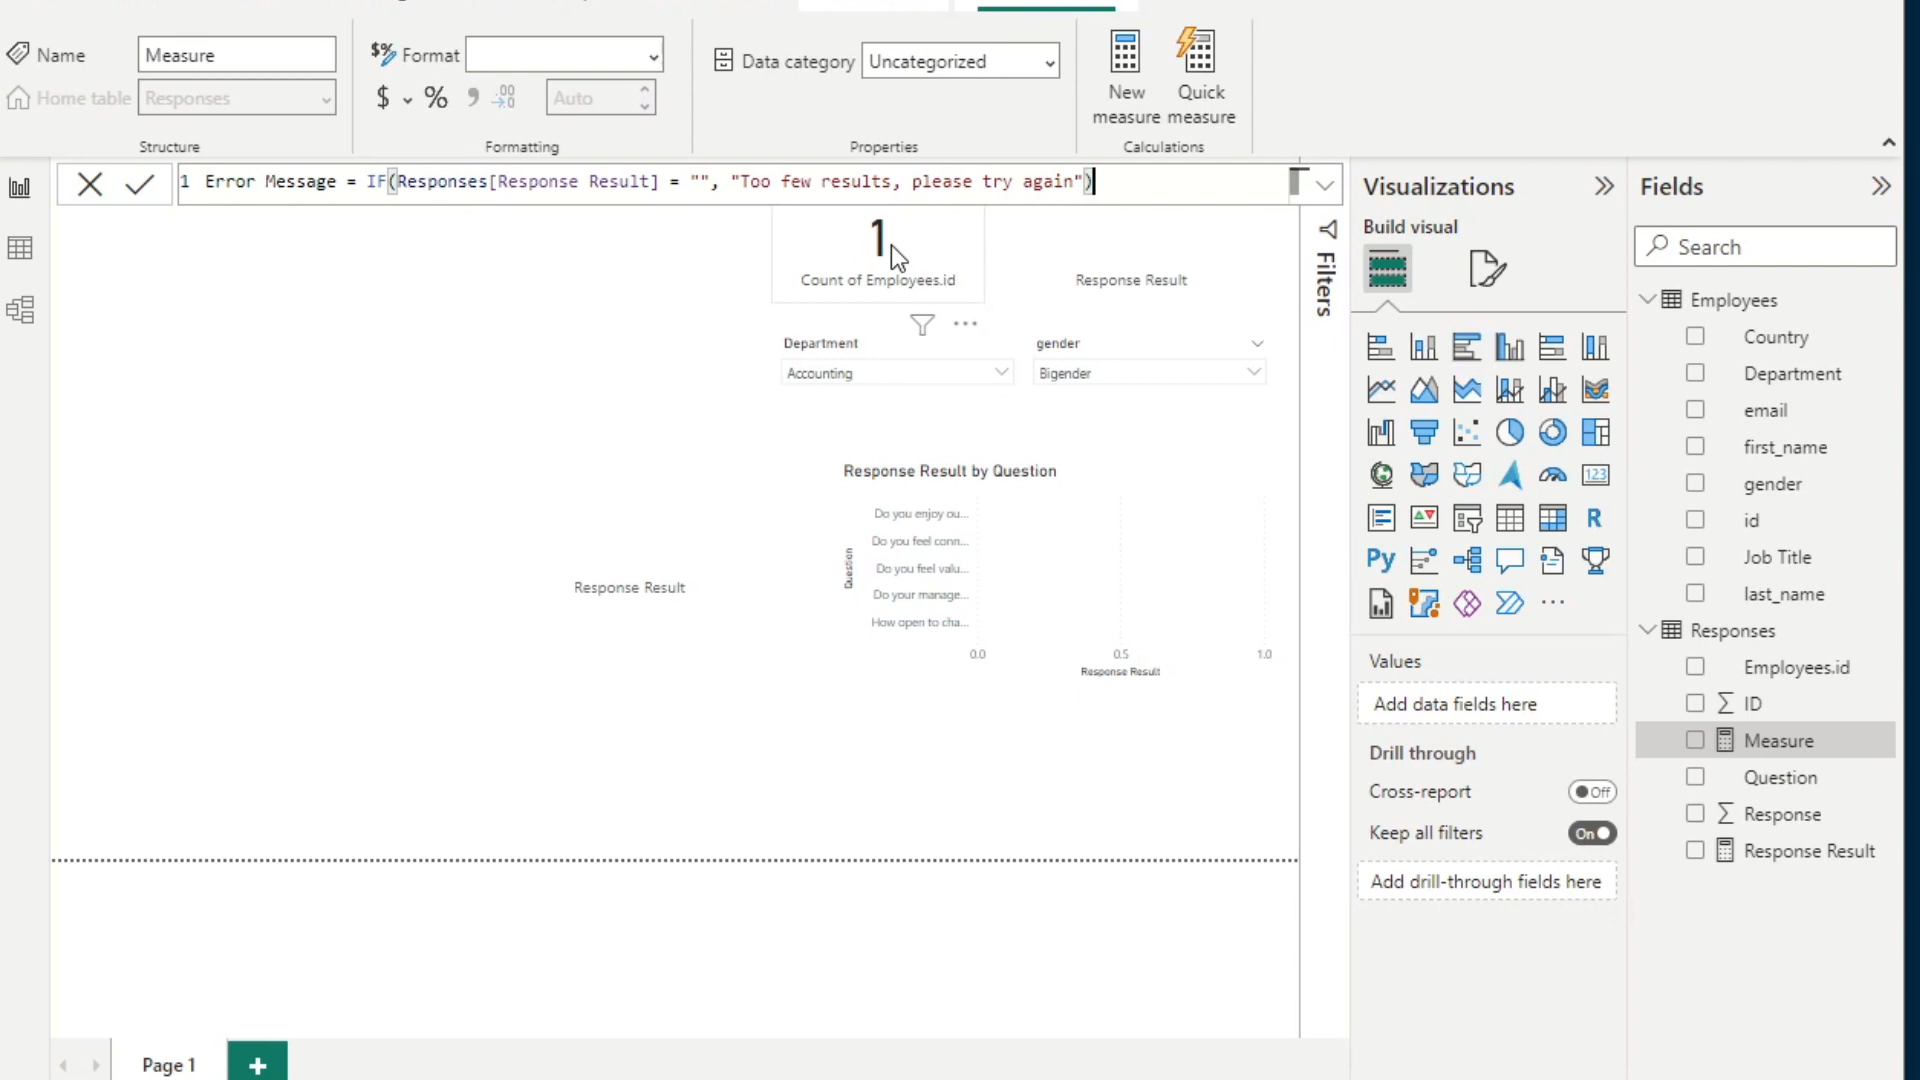 Name
Measure
Format
Data category
Uncategorized
Home table
Responses
$ %
Auto
New
measure
Quick
measure
Structure
Formatting
Properties
Calculations
1 Error Message = IF(Responses[Response Result] = "", "Too few results, please try again")
1
Count of Employees.id
Response Result
Department
Accounting
gender
Bigender
Response Result by Question
Question
Do you enjoy ou...
Do you feel conn...
Do you feel valu...
Do your manage...
How open to cha...
0.0
0.5
1.0
Response Result
Response Result
Page 1
Filters
Visualizations
Build visual
123
R
Py
Values
Add data fields here
Drill through
Cross-report
Off
Keep all filters
On
Add drill-through fields here
Fields
Search
Employees
Country
Department
email
first_name
gender
id
Job Title
last_name
Responses
Employees.id
ID
Measure
Question
Response
Response Result